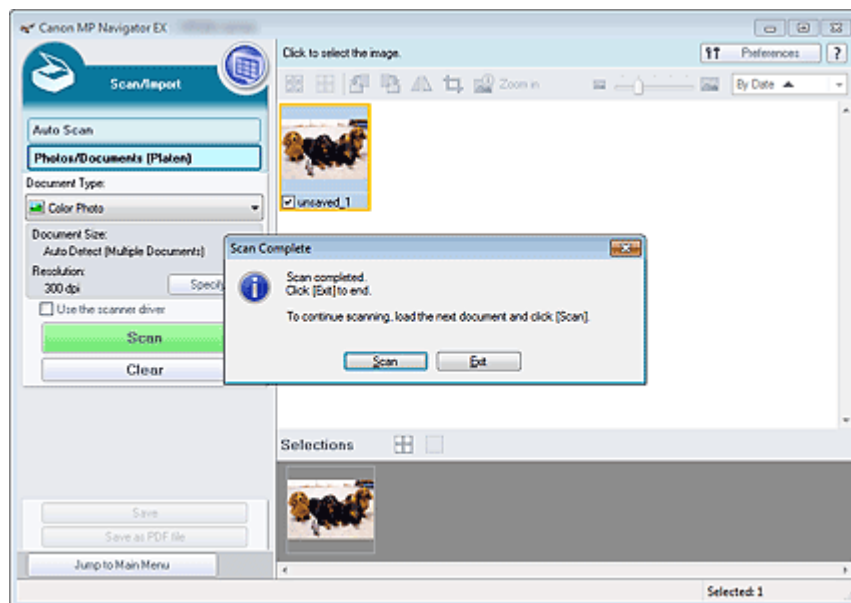 Canon MP Navigator EX
Scan/Import
Click to select the image.
Preferences
?
Zoom in
By Date
Auto Scan
Photos/Documents (Platen)
Document Type:
Color Photo
unsaved_1
Document Size:
Auto Detect (Multiple Documents)
Resolution:
300 dpi
Specify
Use the scanner driver
Scan
Clear
Scan Complete
Scan completed.
Click [Exit] to end.
To continue scanning, load the next document and click [Scan].
Scan
Exit
Selections
Save
Save as PDF file
Jump to Main Menu
Selected: 1